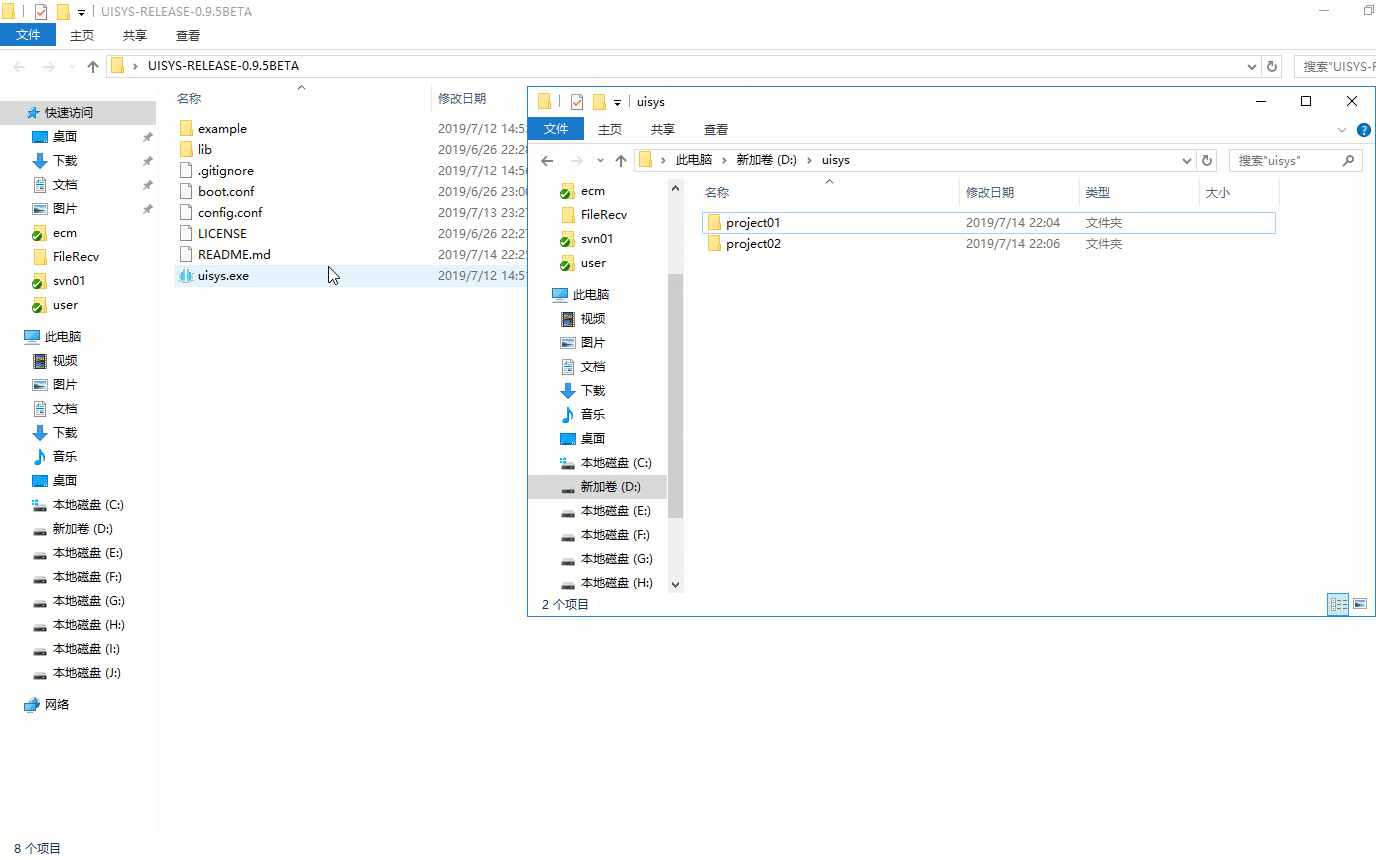 UISYS-RELEASE-0.9.5BETA
文件 主页 共享 查看
UISYS-RELEASE-0.9.5BETA 搜索"UISYS-R
名称 修改日期
快速访问
桌面
下载
文档
图片
ecm
FileRecv
svn01
user
此电脑
视频
图片
文档
下载
音乐
桌面
本地磁盘 (C:)
新加卷 (D:)
本地磁盘 (E:)
本地磁盘 (F:)
本地磁盘 (G:)
本地磁盘 (H:)
本地磁盘 (I:)
本地磁盘 (J:)
网络
example 2019/7/12 14:5
lib 2019/6/26 22:28
.gitignore 2019/7/12 14:56
boot.conf 2019/6/26 23:00
config.conf 2019/7/13 23:27
LICENSE 2019/6/26 22:27
README.md 2019/7/14 22:25
uisys.exe 2019/7/12 14:5
8 个项目
uisys
文件 主页 共享 查看
此电脑 新加卷 (D:) uisys 搜索"uisys"
名称 修改日期 类型 大小
ecm
FileRecv
svn01
user
此电脑
视频
图片
文档
下载
音乐
桌面
本地磁盘 (C:)
新加卷 (D:)
本地磁盘 (E:)
本地磁盘 (F:)
本地磁盘 (G:)
本地磁盘 (H:)
project01 2019/7/14 22:04 文件夹
project02 2019/7/14 22:06 文件夹
2 个项目